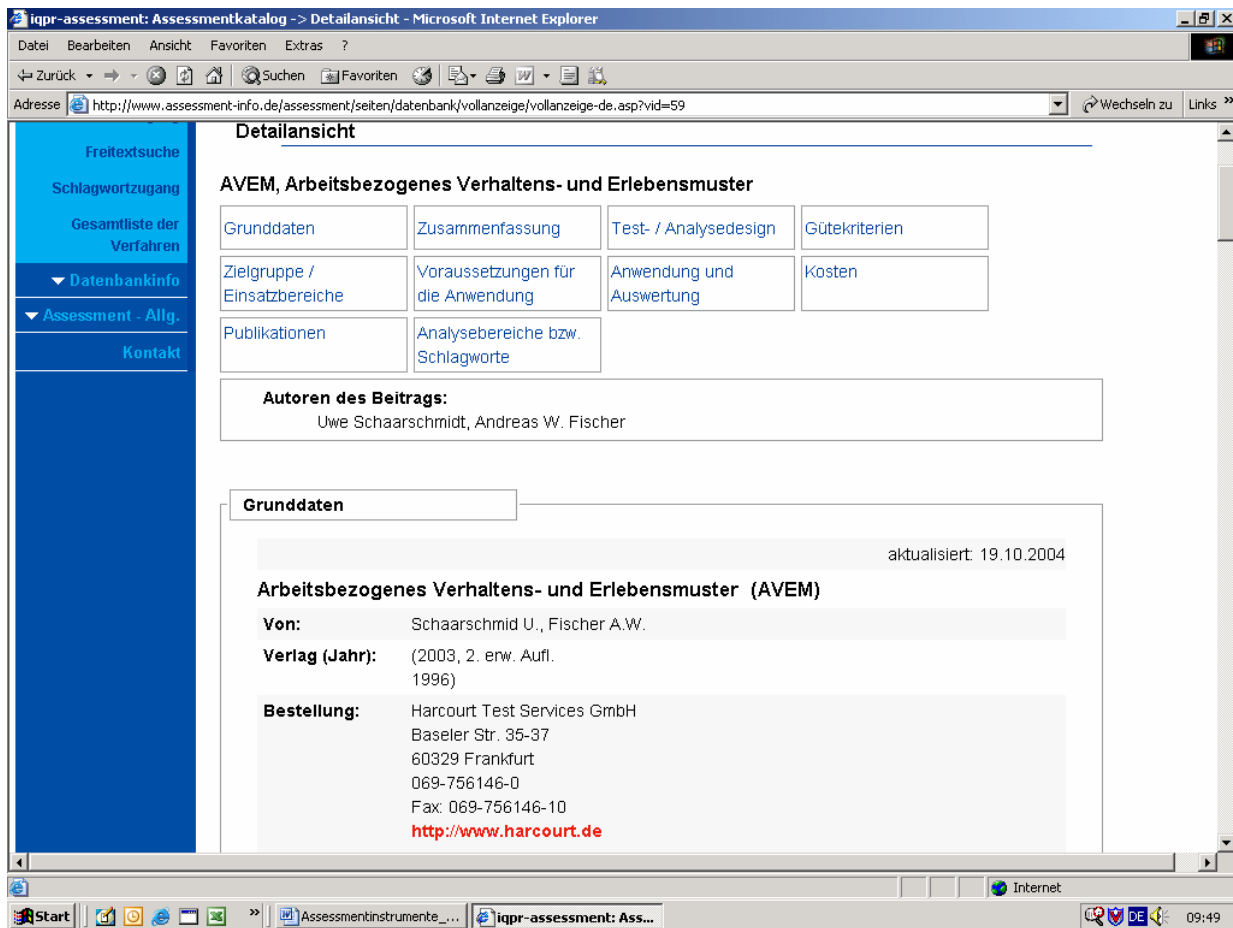 iqpr-assessment: Assessmentkatalog -> Detailansicht - Microsoft Internet Explorer
Datei Bearbeiten Ansicht Favoriten Extras ?
Zurück Suchen Favoriten
Adresse http://www.assessment-info.de/assessment/seiten/datenbank/vollanzeige/vollanzeige-de.asp?vid=59 Wechseln zu Links »
Freitextsuche
Schlagwortzugang
Gesamtliste der
Verfahren
Datenbankinfo
Assessment - Allg.
Kontakt
Detailansicht
AVEM, Arbeitsbezogenes Verhaltens- und Erlebensmuster
Grunddaten Zusammenfassung Test- / Analysedesign Gütekriterien
Zielgruppe / Voraussetzungen für Anwendung und Kosten
Einsatzbereiche die Anwendung Auswertung
Publikationen Analysebereiche bzw.
Schlagworte
Autoren des Beitrags:
Uwe Schaarschmidt, Andreas W. Fischer
Grunddaten
aktualisiert: 19.10.2004
Arbeitsbezogenes Verhaltens- und Erlebensmuster (AVEM)
Von: Schaarschmid U., Fischer A.W.
Verlag (Jahr): (2003, 2. erw. Aufl.
1996)
Bestellung: Harcourt Test Services GmbH
Baseler Str. 35-37
60329 Frankfurt
069-756146-0
Fax: 069-756146-10
http://www.harcourt.de
Internet
Start » Assessmentinstrumente_... iqpr-assessment: Ass... DE 09:49